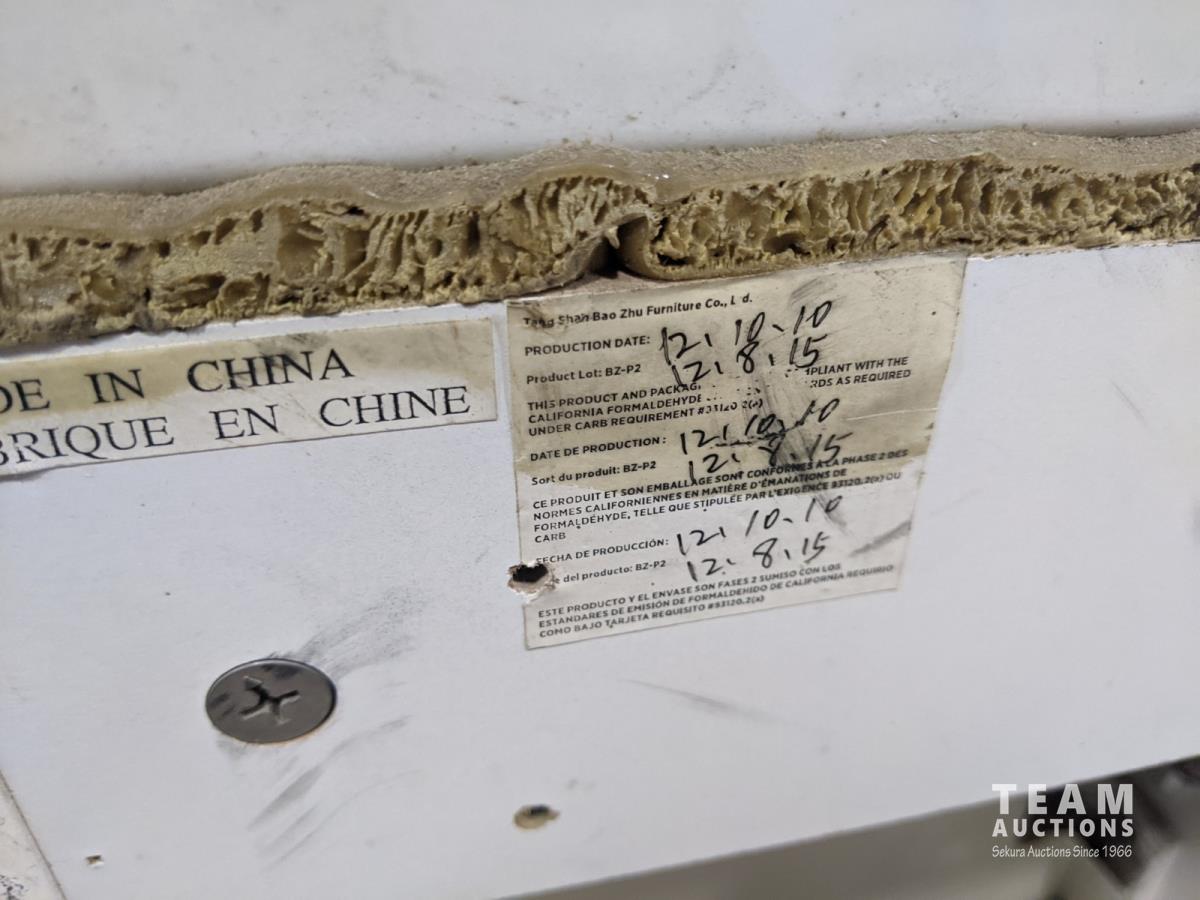 DE IN CHINA
BRIQUE EN CHINE
Tang Shan Bao Zhu Furniture Co., L d.
PRODUCTION DATE: 12, 10. 10
Product Lot: BZ-P2 12, 8, 15
THIS PRODUCT AND PACKAG MPLIANT WITH THE
CALIFORNIA FORMALDEHYDE RDS AS REQUIRED
UNDER CARB REQUIREMENT #93120.2(a)
DATE DE PRODUCTION: 12, 10, 10
Sort du produit: BZ-P2 12, 8, 15
CE PRODUIT ET SON EMBALLAGE SONT CONFORMES À LA PHASE 2 DES
NORMES CALIFORNIENNES EN MATIÈRE D'ÉMANATIONS DE
FORMALDÉHYDE, TELLE QUE STIPULÉE PAR L'EXIGENCE 93120.2(a) OU
CARB
FECHA DE PRODUCCIÓN: 12, 10. 10
del producto: BZ-P2 12. 8, 15
ESTE PRODUCTO Y EL ENVASE SON FASES 2 SUMISO CON LOS
ESTANDARES DE EMISIÓN DE FORMALDEHIDO DE CALIFORNIA REQUIRIO
COMO BAJO TARJETA REQUISITO #93120.2(a)
TEAM
AUCTIONS
Sekura Auctions Since 1966